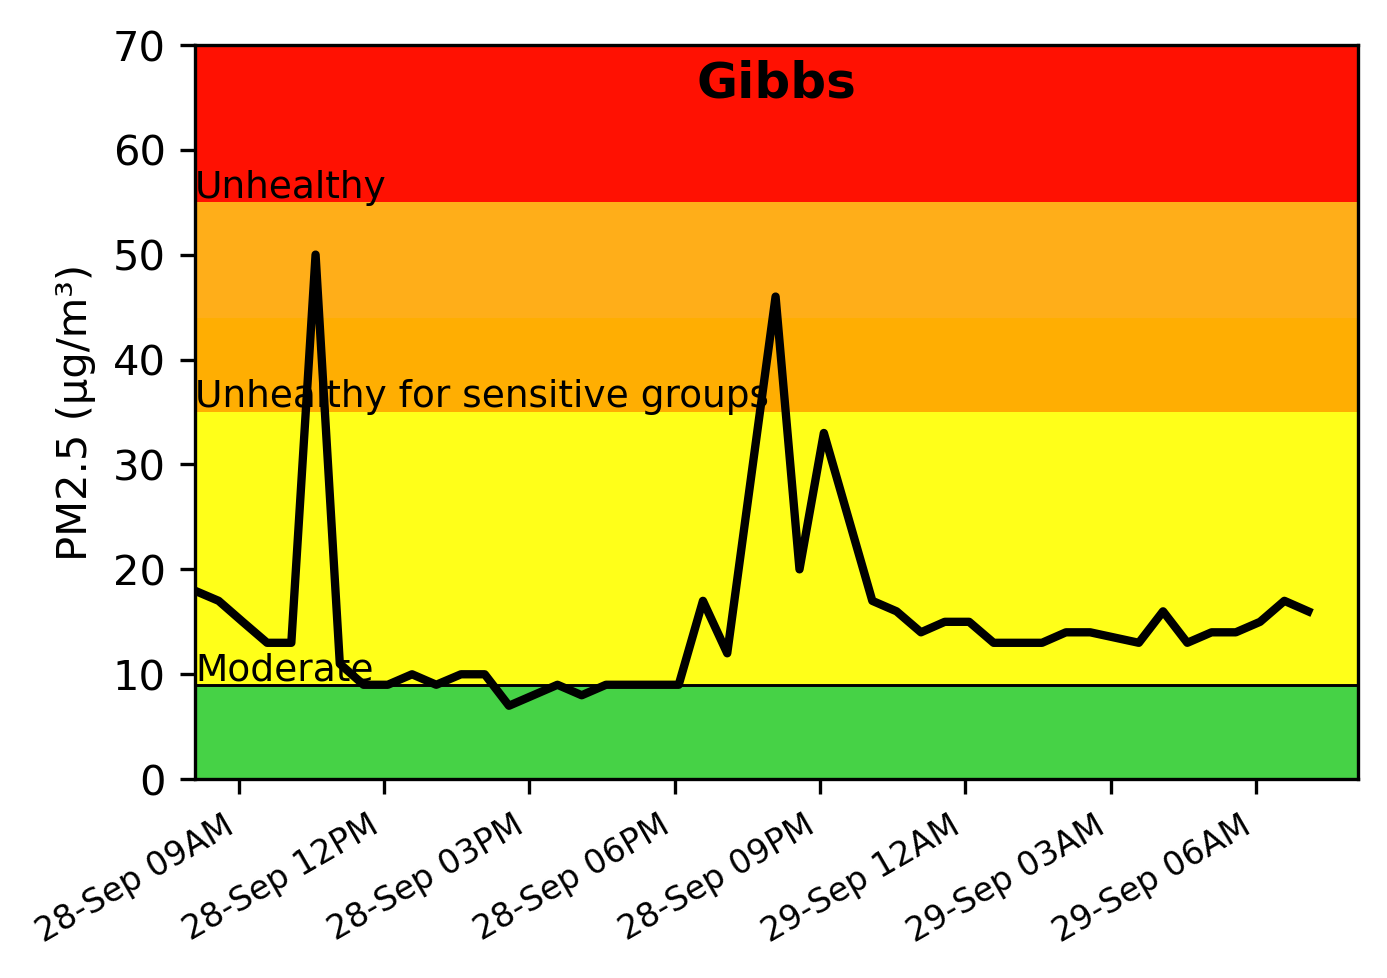 Gibbs
70
60
Unhealthy
50
40
Unhealthy for sensitive groups
30
20
Moderate
10
0
PM2.5 (µg/m³)
28-Sep 09AM
28-Sep 12PM
28-Sep 03PM
28-Sep 06PM
28-Sep 09PM
29-Sep 12AM
29-Sep 03AM
29-Sep 06AM